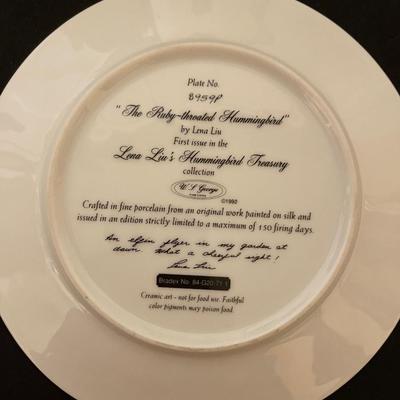 Plate No.
8959P
"The Ruby-throated Hummingbird"
by Lena Liu
First issue in the
Lena Liu's Hummingbird Treasury
collection
W.S. George
©1992
Crafted in fine porcelain from an original work painted on silk and
issued in an edition strictly limited to a maximum of 150 firing days.
An elfin flyer in my garden at
dawn What a cheerful sight!
Lena Liu
Bradex No. 84-G20-71.1
Ceramic art - not for food use. Faithful
color pigments may poison food